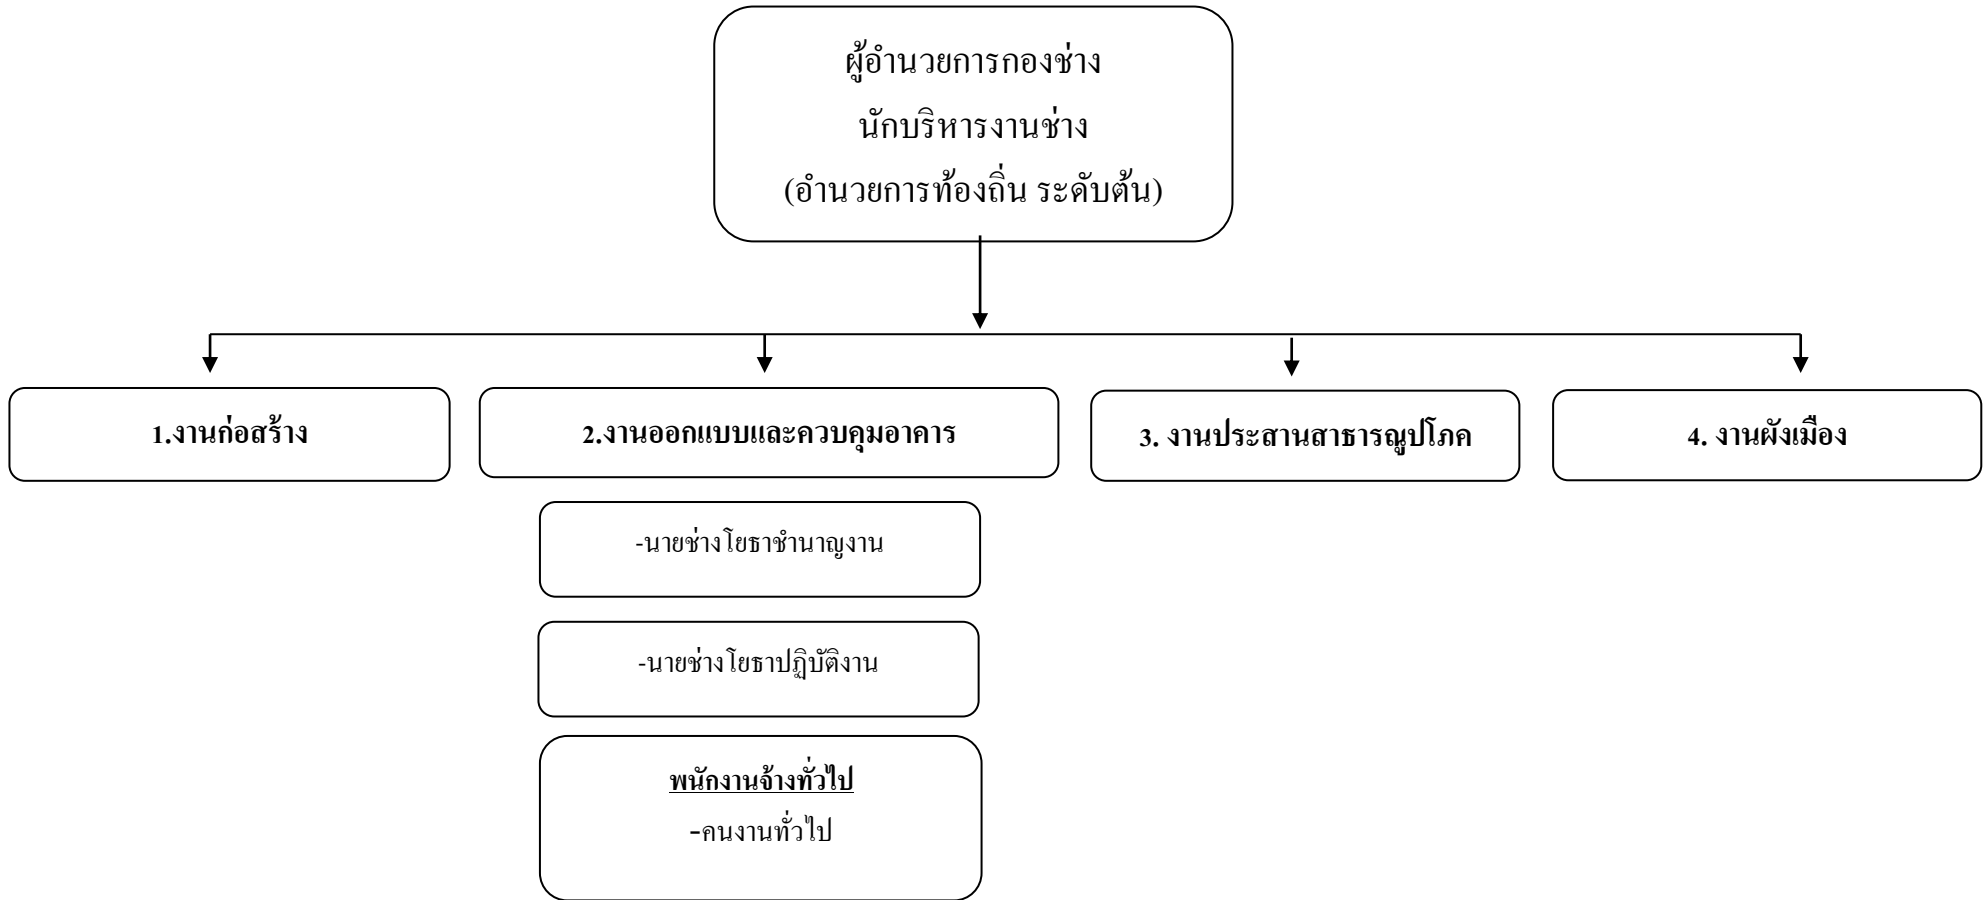 ผู้อำนวยการกองช่าง
นักบริหารงานช่าง
(อำนวยการท้องถิ่น ระดับต้น)
1.งานก่อสร้าง
2.งานออกแบบและควบคุมอาคาร
3. งานประสานสาธารณูปโภค
4. งานผังเมือง
-นายช่างโยธาชำนาญงาน
-นายช่างโยธาปฏิบัติงาน
พนักงานจ้างทั่วไป
-คนงานทั่วไป